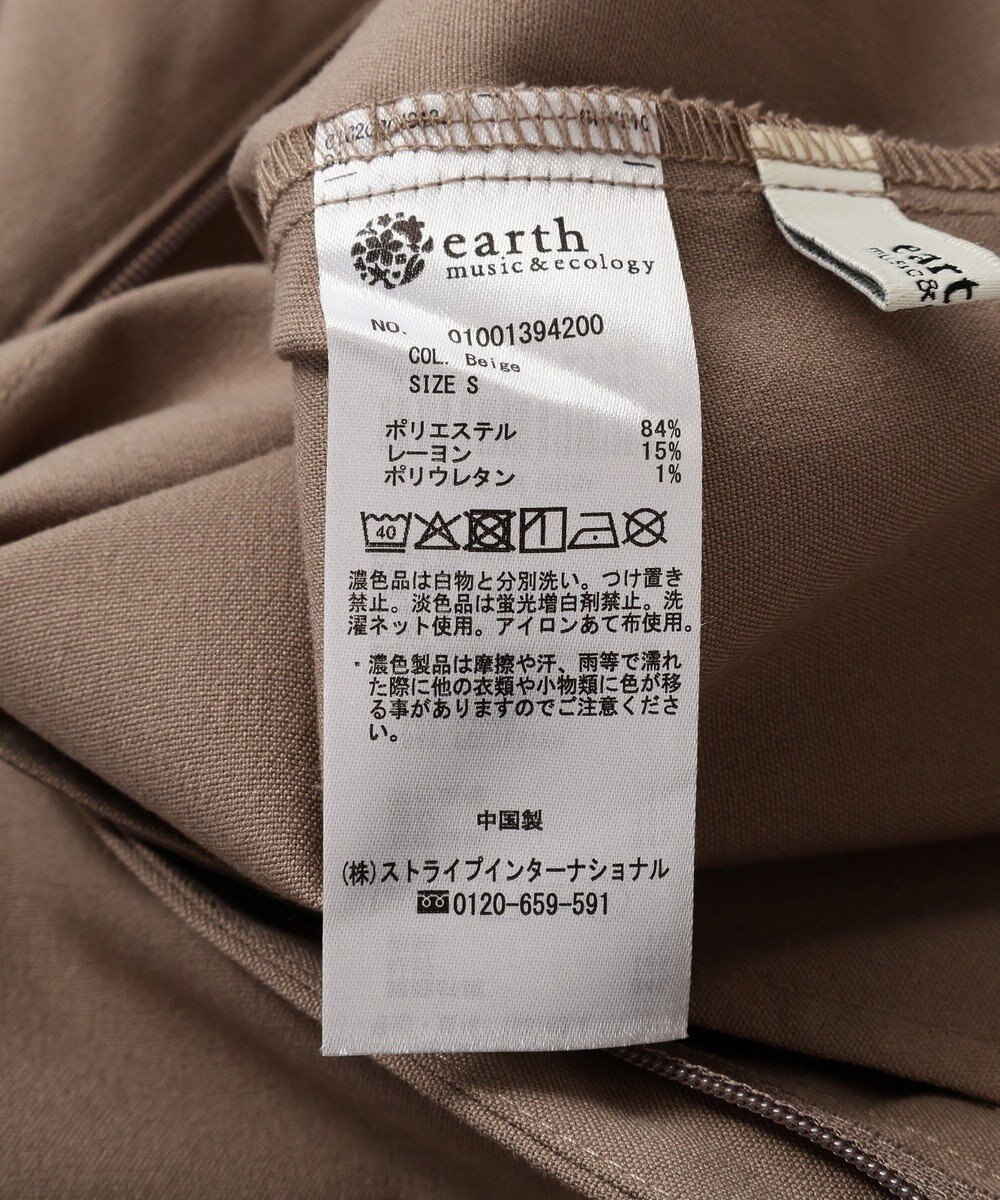 earth
music & ecology
NO. 01001394200
COL. Beige
SIZE S
ポリエステル 84%
レーヨン 15%
ポリウレタン 1%
40
濃色品は白物と分別洗い。つけ置き
禁止。淡色品は蛍光増白剤禁止。洗
濯ネット使用。アイロンあて布使用。
・濃色製品は摩擦や汗、雨等で濡れ
た際に他の衣類や小物類に色が移
る事がありますのでご注意くださ
い。
中国製
(株)ストライプインターナショナル
0120-659-591
eart
music &